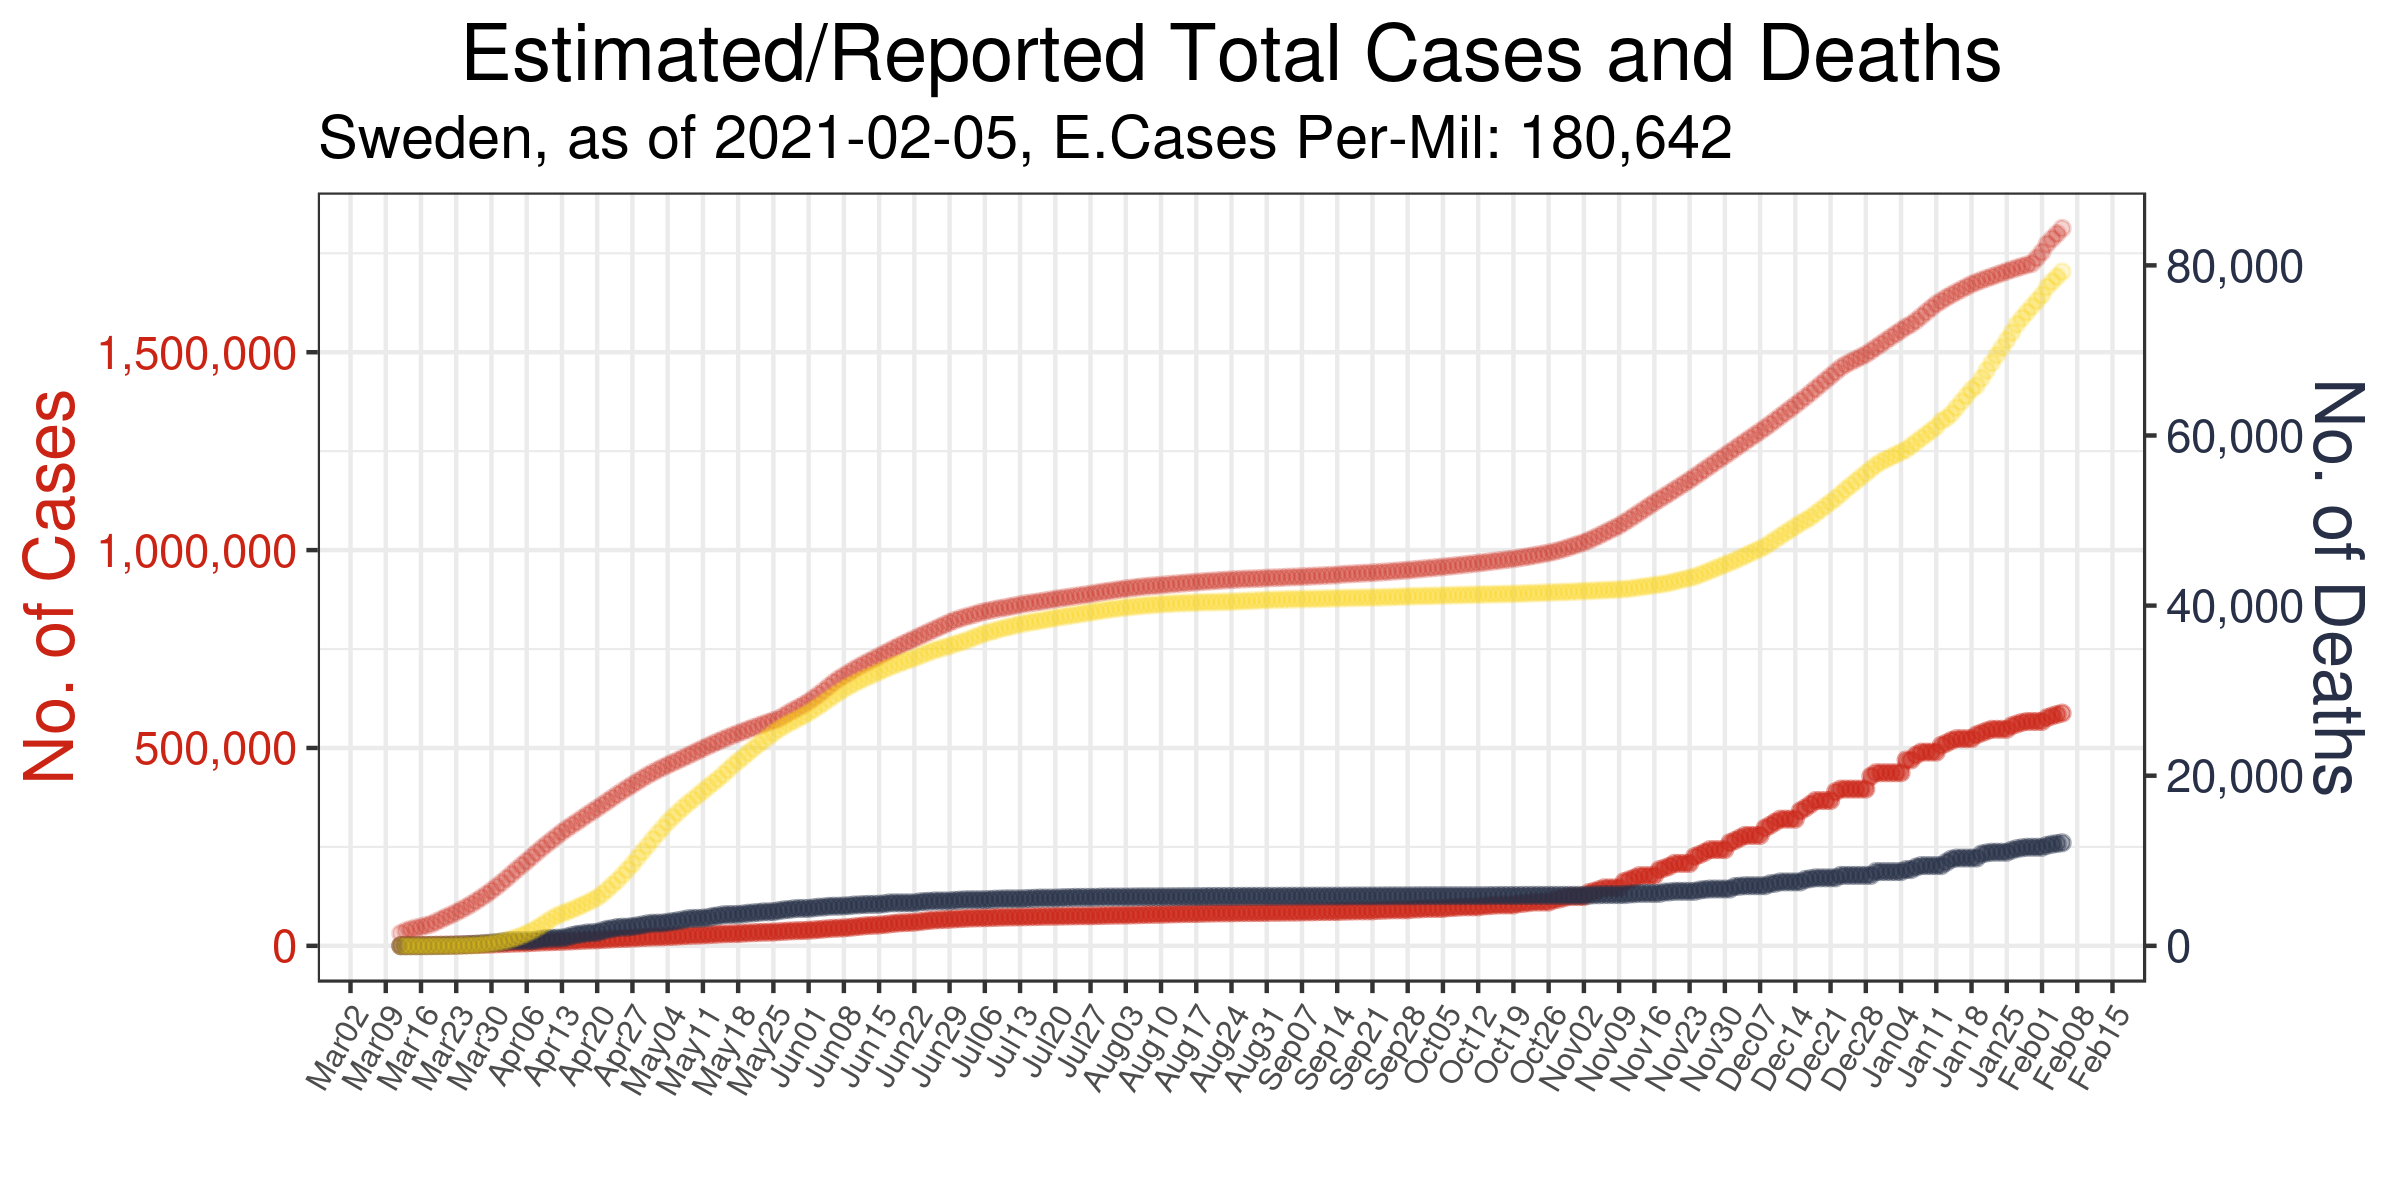 Estimated/Reported Total Cases and Deaths
Sweden, as of 2021-02-05, E.Cases Per-Mil: 180,642
No. of Cases
1,500,000
1,000,000
500,000
0
80,000
60,000
40,000
20,000
0
No. of Deaths
Mar02 Mar09 Mar16 Mar23 Mar30 Apr06 Apr13 Apr20 Apr27 May04 May11 May18 May25 Jun01 Jun08 Jun15 Jun22 Jun29 Jul06 Jul13 Jul20 Jul27 Aug03 Aug10 Aug17 Aug24 Aug31 Sep07 Sep14 Sep21 Sep28 Oct05 Oct12 Oct19 Oct26 Nov02 Nov09 Nov16 Nov23 Nov30 Dec07 Dec14 Dec21 Dec28 Jan04 Jan11 Jan18 Jan25 Feb01 Feb08 Feb15